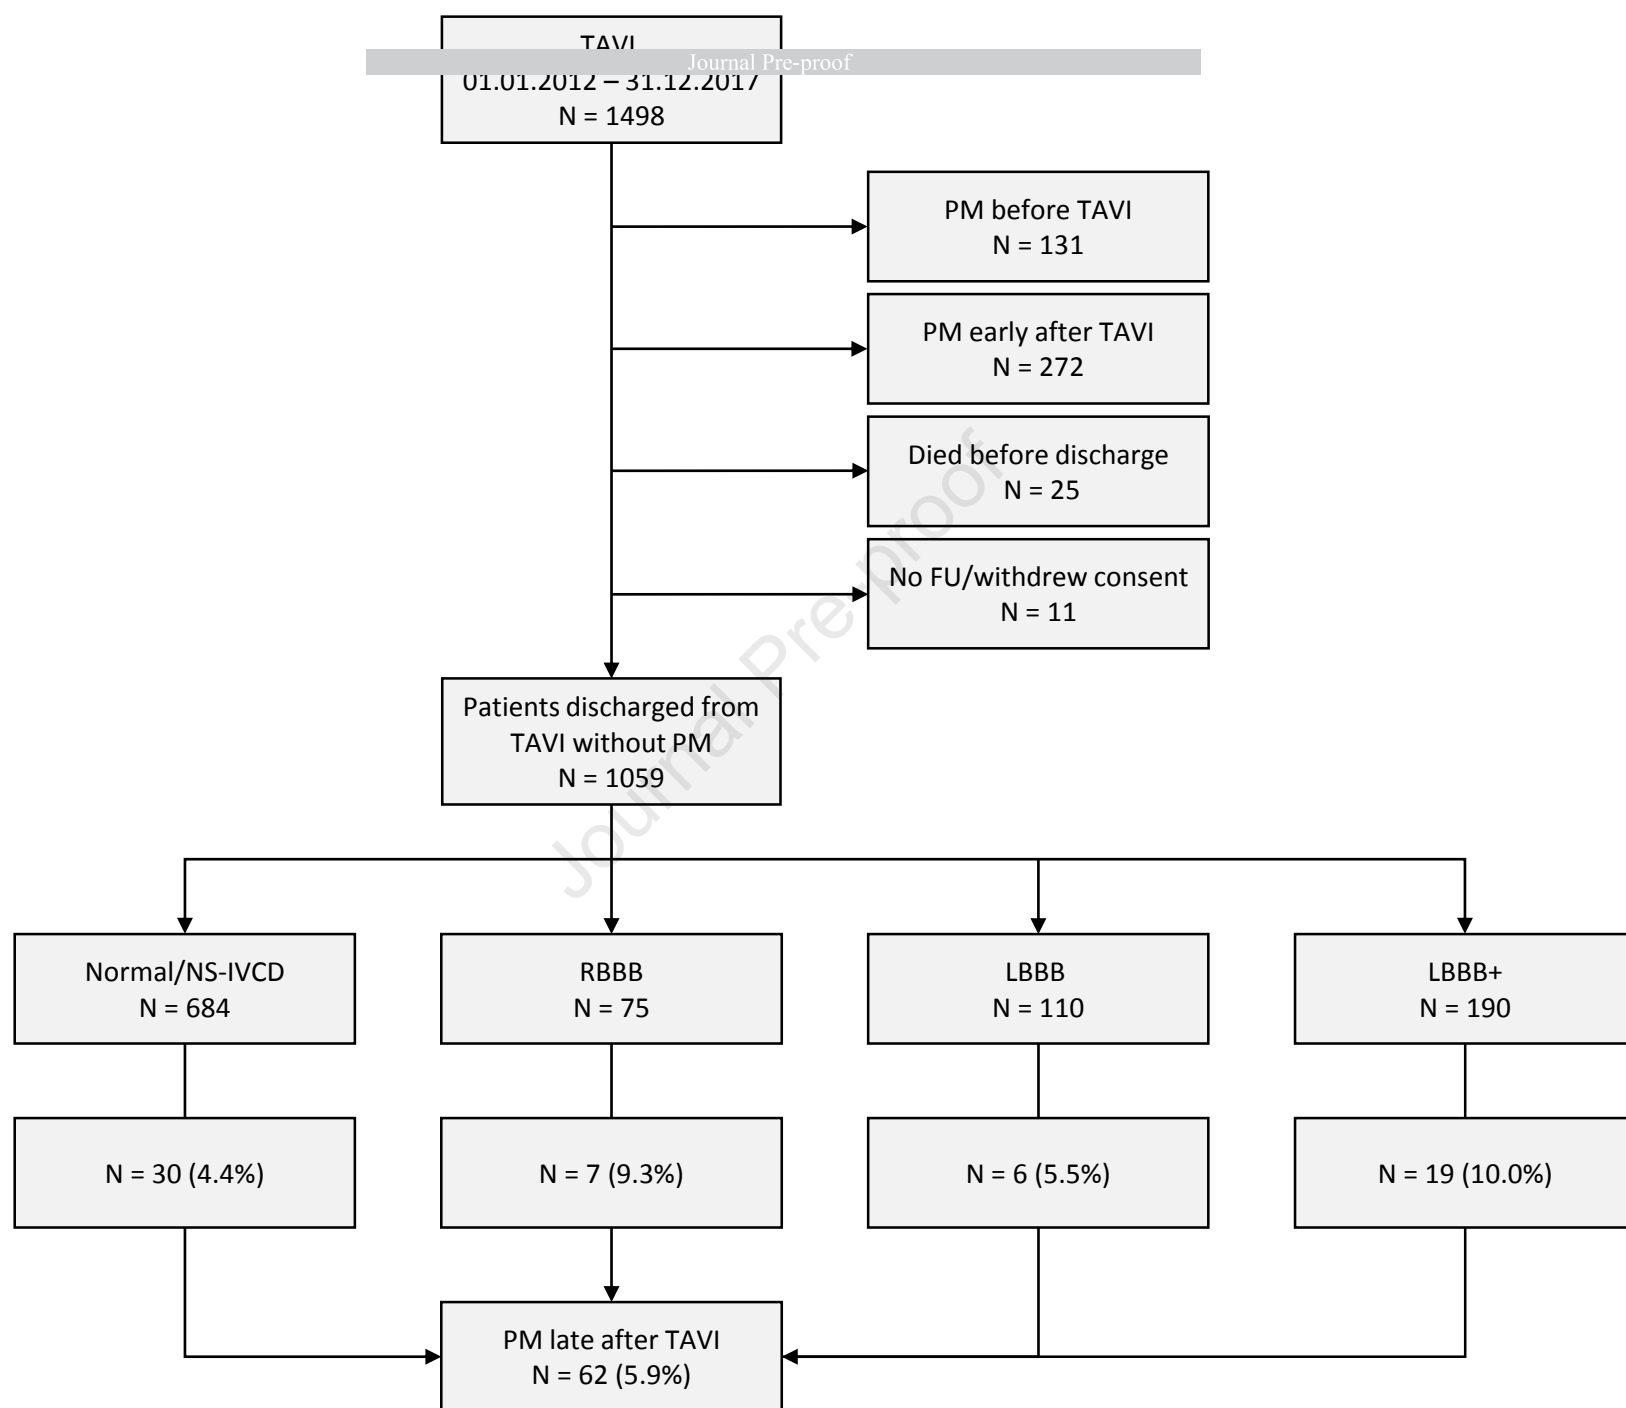 TAVI
Journal Pre-proof
01.01.2012 – 31.12.2017
N = 1498
PM before TAVI
N = 131
PM early after TAVI
N = 272
Died before discharge
N = 25
No FU/withdrew consent
N = 11
Journal Pre-proof
Patients discharged from
TAVI without PM
N = 1059
Normal/NS-IVCD
N = 684
RBBB
N = 75
LBBB
N = 110
LBBB+
N = 190
N = 30 (4.4%)
N = 7 (9.3%)
N = 6 (5.5%)
N = 19 (10.0%)
PM late after TAVI
N = 62 (5.9%)